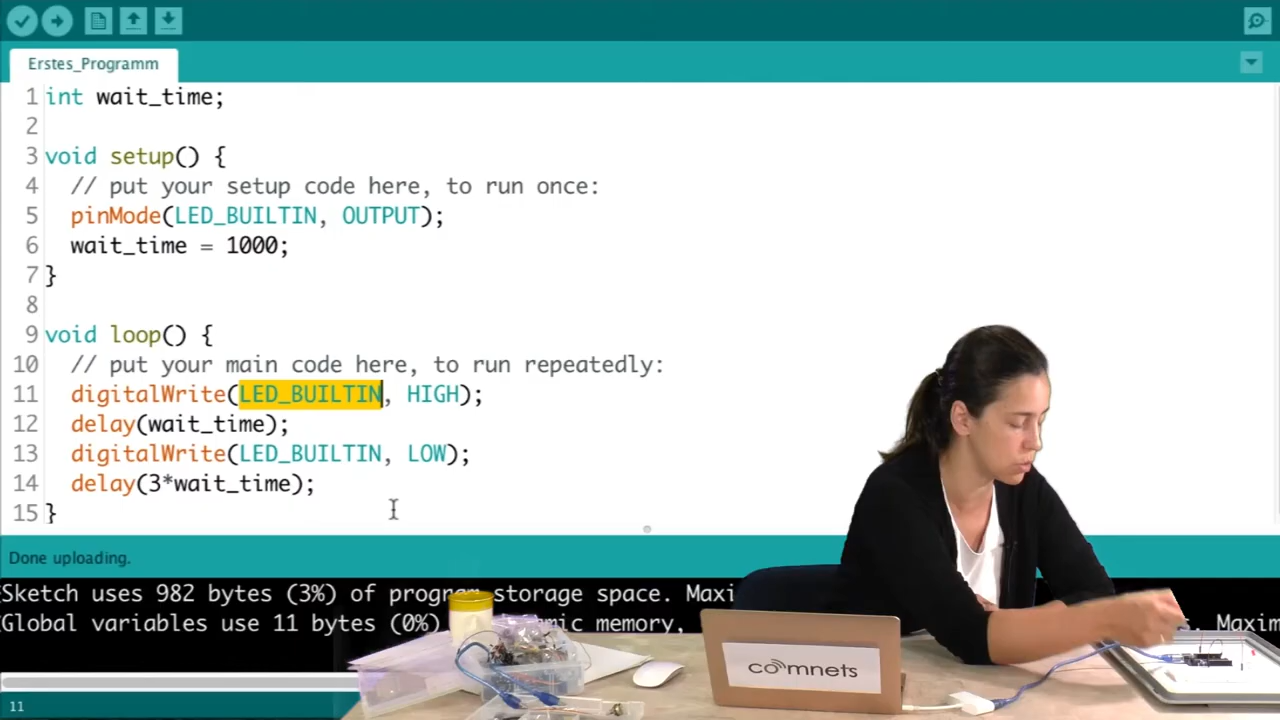 Erstes_Programm
1 int wait_time;
2
3 void setup() {
4 // put your setup code here, to run once:
5 pinMode(LED_BUILTIN, OUTPUT);
6 wait_time = 1000;
7 }
8
9 void loop() {
10 // put your main code here, to run repeatedly:
11 digitalWrite(LED_BUILTIN, HIGH);
12 delay(wait_time);
13 digitalWrite(LED_BUILTIN, LOW);
14 delay(3*wait_time);
15 }
Done uploading.
Sketch uses 982 bytes (3%) of program storage space.
Global variables use 11 bytes (0%) memory,
11
comnets